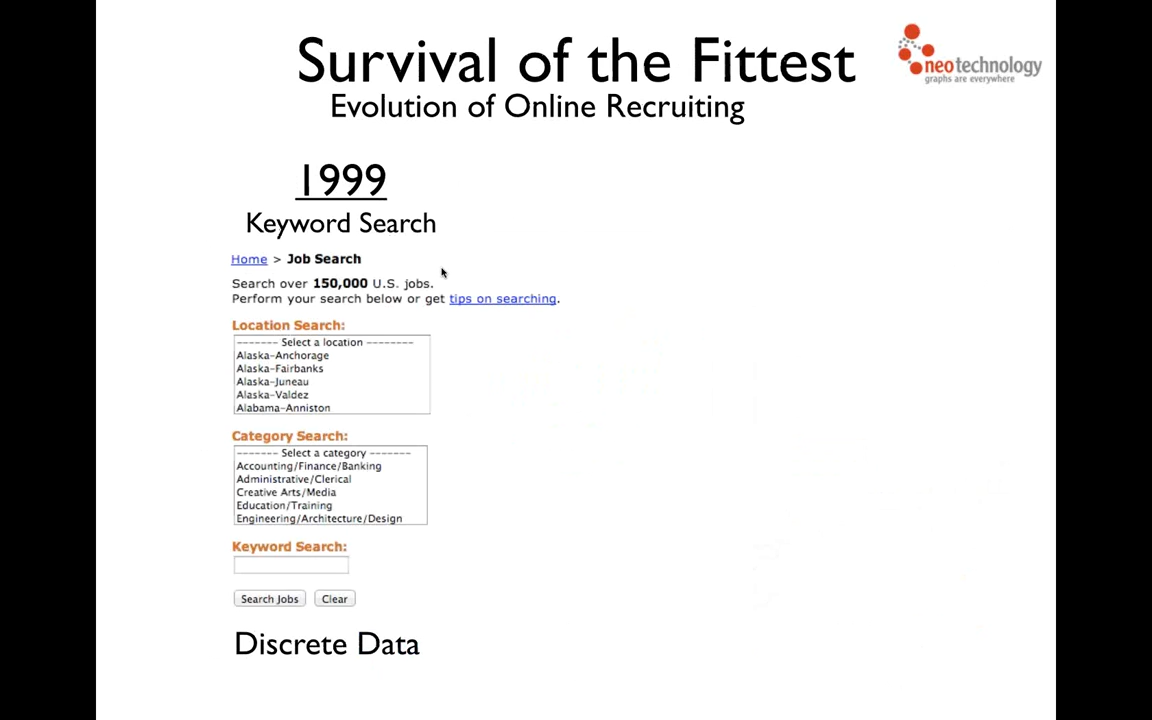 Survival of the Fittest
neotechnology
graphs are everywhere
Evolution of Online Recruiting
1999
Keyword Search
Home > Job Search
Search over 150,000 U.S. jobs.
Perform your search below or get tips on searching.
Location Search:
------- Select a location --------
Alaska-Anchorage
Alaska-Fairbanks
Alaska-Juneau
Alaska-Valdez
Alabama-Anniston
Category Search:
------- Select a category -------
Accounting/Finance/Banking
Administrative/Clerical
Creative Arts/Media
Education/Training
Engineering/Architecture/Design
Keyword Search:
Search Jobs Clear
Discrete Data